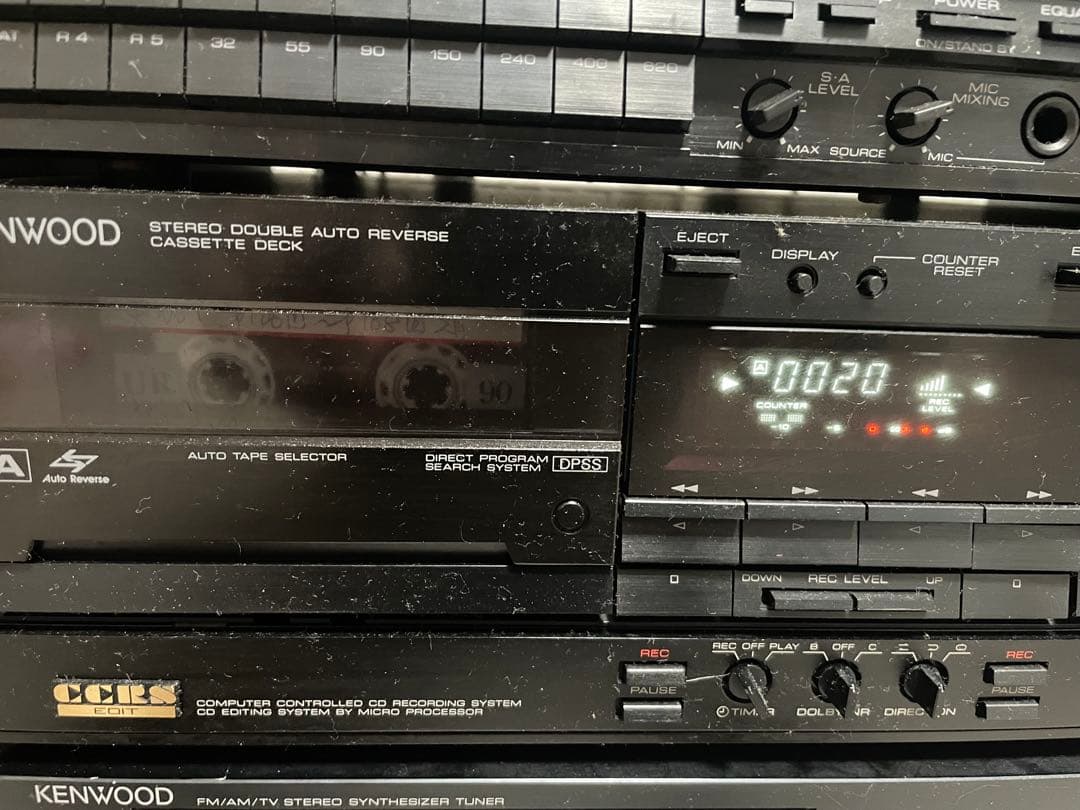 R 4
R 5
32
55
90
150
240
400
620
POWER
ON/STAND BY
S·A
LEVEL
MIN
MAX
MIC
MIXING
SOURCE
MIC
STEREO DOUBLE AUTO REVERSE
CASSETTE DECK
EJECT
DISPLAY
COUNTER
RESET
UR
90
A
0020
COUNTER
REC
LEVEL
-10
A
Auto Reverse
AUTO TAPE SELECTOR
DIRECT PROGRAM
SEARCH SYSTEM
DPSS
DOWN
REC LEVEL
UP
CCRS
EDIT
COMPUTER CONTROLLED CD RECORDING SYSTEM
CD EDITING SYSTEM BY MICRO PROCESSOR
REC
PAUSE
REC OFF PLAY
TIMER
B OFF C
DOLBY NR
DIRECTION
REC
PAUSE
KENWOOD
FM/AM/TV STEREO SYNTHESIZER TUNER